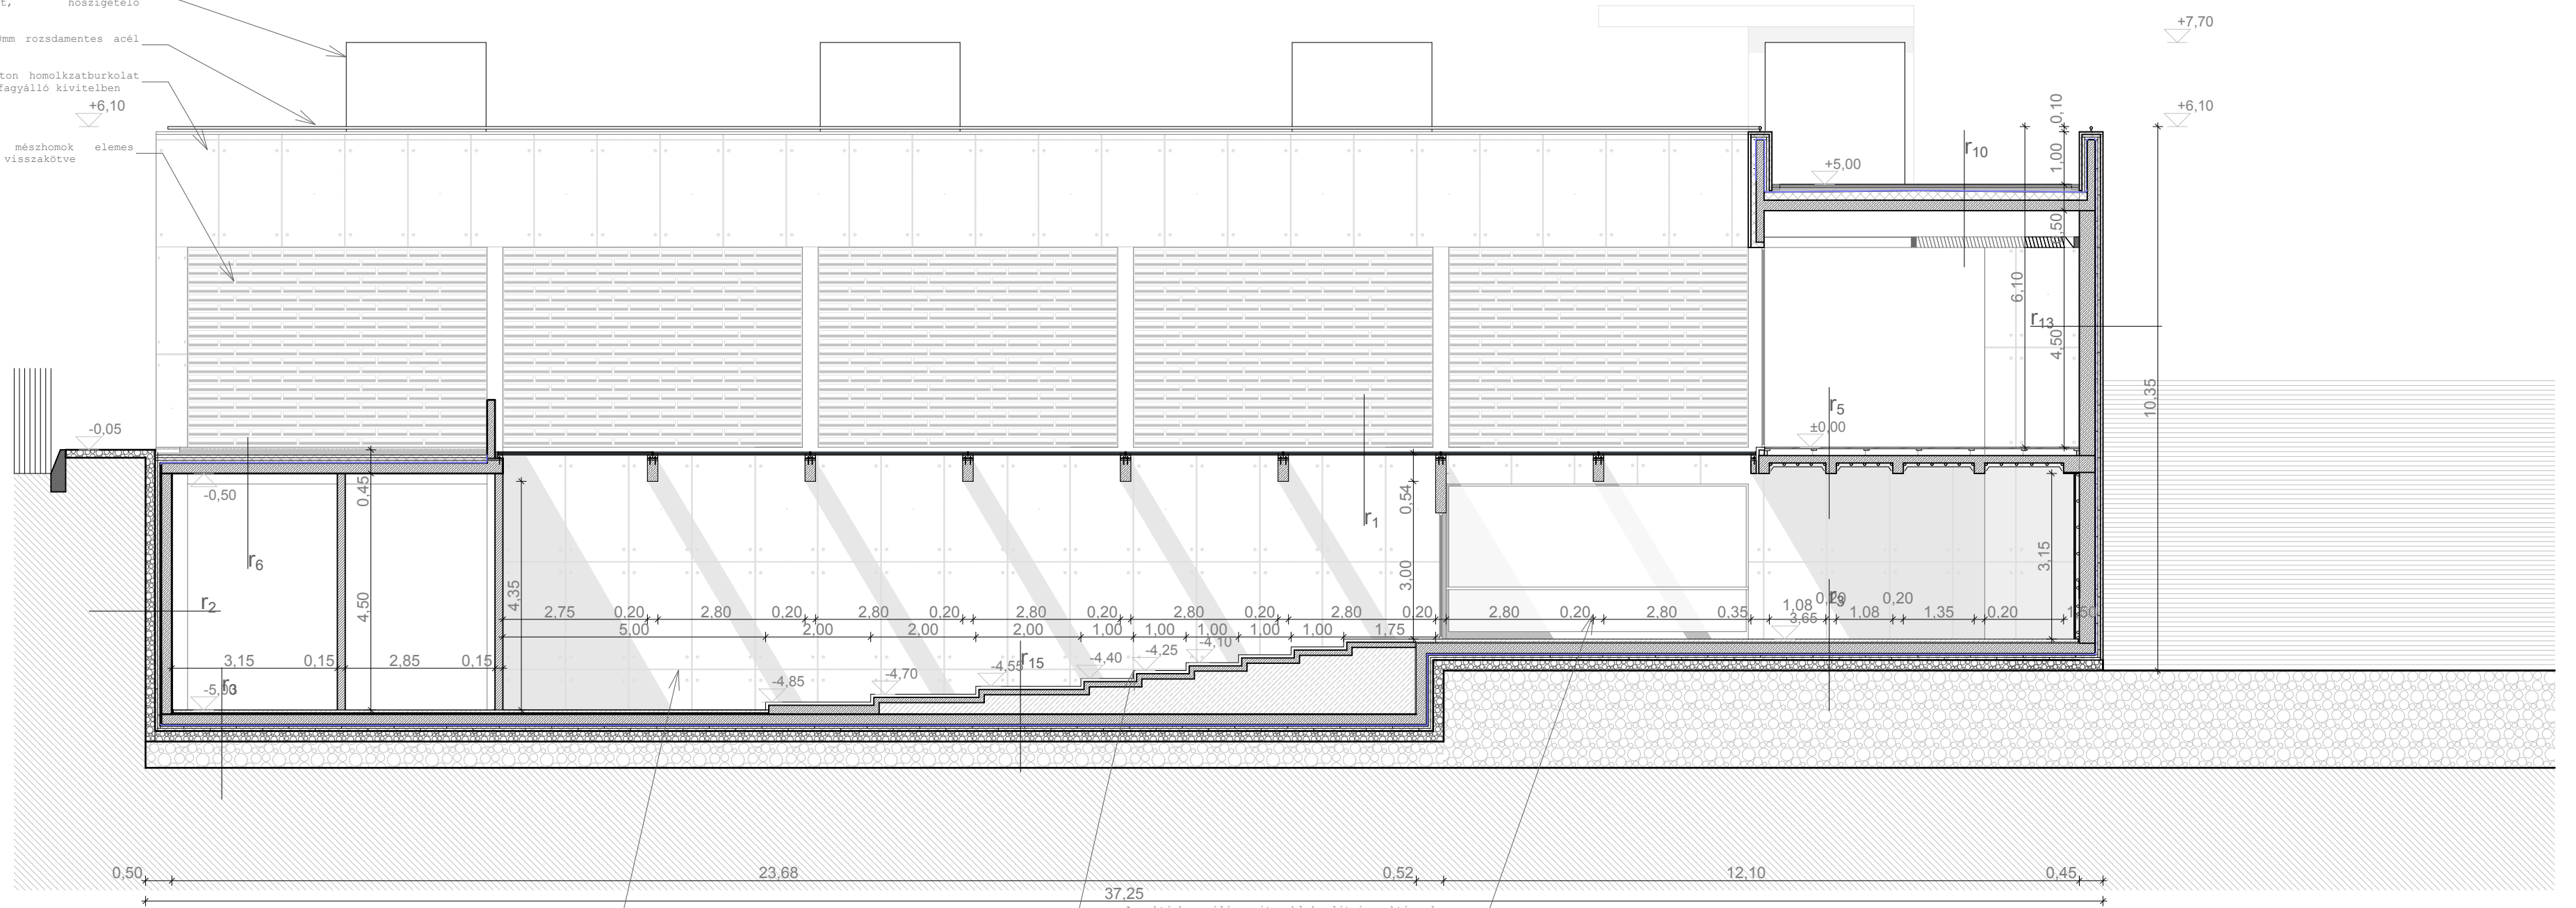 hőszigetelő
mm rozsdamentes acél
homolkzatburkolat
fagyálló kivitelben
mészhomok elemes
visszakötve
+7,70
+6,10
+6,10
0,10
1,00
+5,00
r10
,50
6,10
r13
4,50
10,35
r5
±0,00
-0,05
-0,50
0,45
r6
r2
4,50
4,35
0,54
r1
3,00
3,15
2,75 0,20 2,80 0,20 2,80 0,20 2,80 0,20 2,80 0,20 2,80 0,20 2,80 0,20 2,80 0,35 1,08 0,20 1,08 0,20 1,35 0,20 1,50
r3
3,65
5,00 2,00 2,00 2,00 1,00 1,00 1,00 1,00 1,00 1,75
3,15 0,15 2,85 0,15
-4,85
-4,70
-4,55
r15
-4,40
-4,25
-4,10
0,50 23,68 0,52 12,10 0,45
37,25